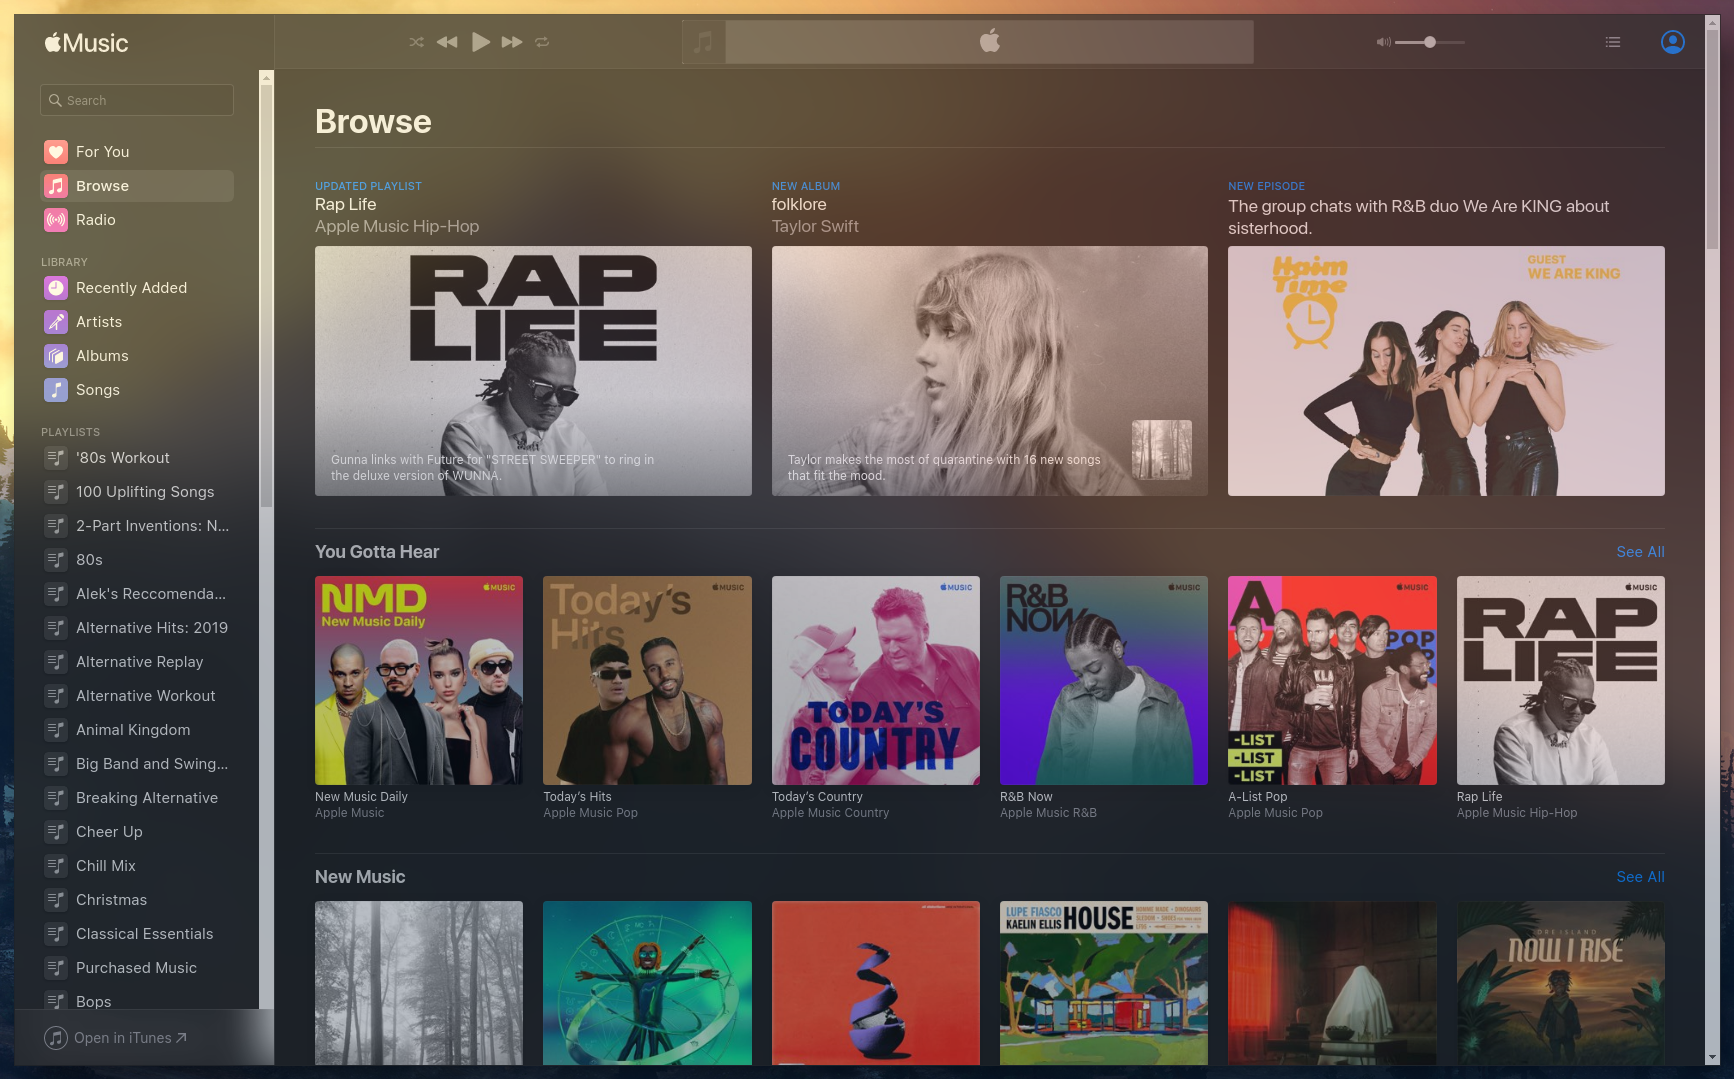 Music
Search
For You
Browse
Radio
LIBRARY
Recently Added
Artists
Albums
Songs
PLAYLISTS
'80s Workout
100 Uplifting Songs
2-Part Inventions: N...
80s
Alek's Reccomenda...
Alternative Hits: 2019
Alternative Replay
Alternative Workout
Animal Kingdom
Big Band and Swing...
Breaking Alternative
Cheer Up
Chill Mix
Christmas
Classical Essentials
Purchased Music
Bops
Open in iTunes
Browse
UPDATED PLAYLIST
Rap Life
Apple Music Hip-Hop
RAP
LIFE
Gunna links with Future for "STREET SWEEPER" to ring in
the deluxe version of WUNNA.
NEW ALBUM
folklore
Taylor Swift
Taylor makes the most of quarantine with 16 new songs
that fit the mood.
NEW EPISODE
The group chats with R&B duo We Are KING about
sisterhood.
Haim
Time
GUEST
WE ARE KING
You Gotta Hear
See All
MUSIC
NMD
New Music Daily
New Music Daily
Apple Music
MUSIC
Today's
Hits
Today's Hits
Apple Music Pop
MUSIC
TODAY'S
COUNTRY
Today's Country
Apple Music Country
MUSIC
R&B
NOW
R&B Now
Apple Music R&B
MUSIC
A
POP
-LIST
-LIST
-LIST
A-List Pop
Apple Music Pop
MUSIC
RAP
LIFE
Rap Life
Apple Music Hip-Hop
New Music
See All
LUPE FIASCO
KAELIN ELLIS
HOUSE
DRE ISLAND
NOW I RISE